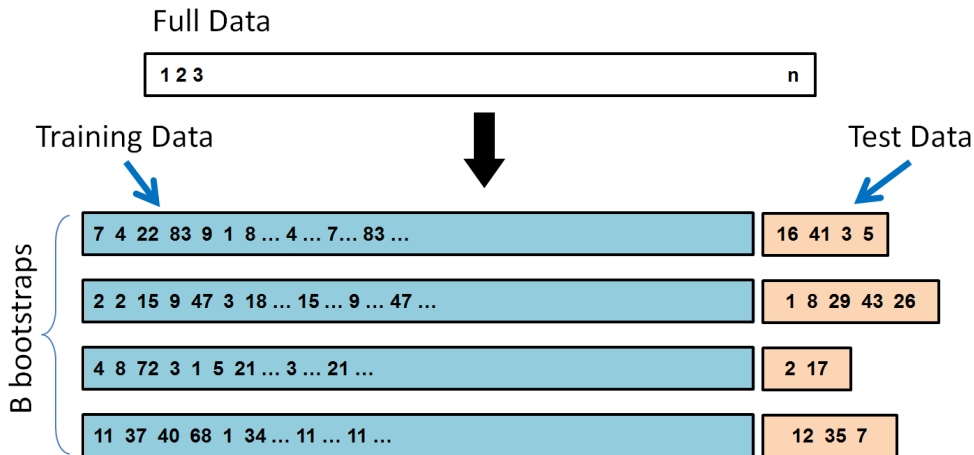 Full Data
1 2 3 n
Training Data
Test Data
B bootstraps
7 4 22 83 9 1 8 ... 4 ... 7... 83 ...
16 41 3 5
2 2 15 9 47 3 18 ... 15 ... 9 ... 47 ...
1 8 29 43 26
4 8 72 3 1 5 21 ... 3 ... 21 ...
2 17
11 37 40 68 1 34 ... 11 ... 11 ...
12 35 7